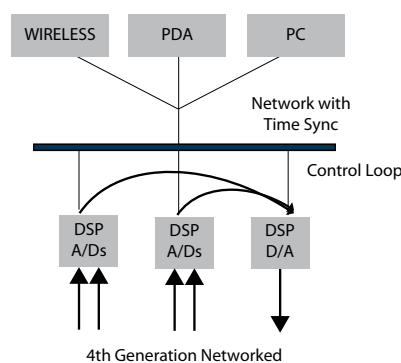 WIRELESS
PDA
PC
Network with
Time Sync
Control Loop
DSP
A/Ds
DSP
A/Ds
DSP
D/A
4th Generation Networked